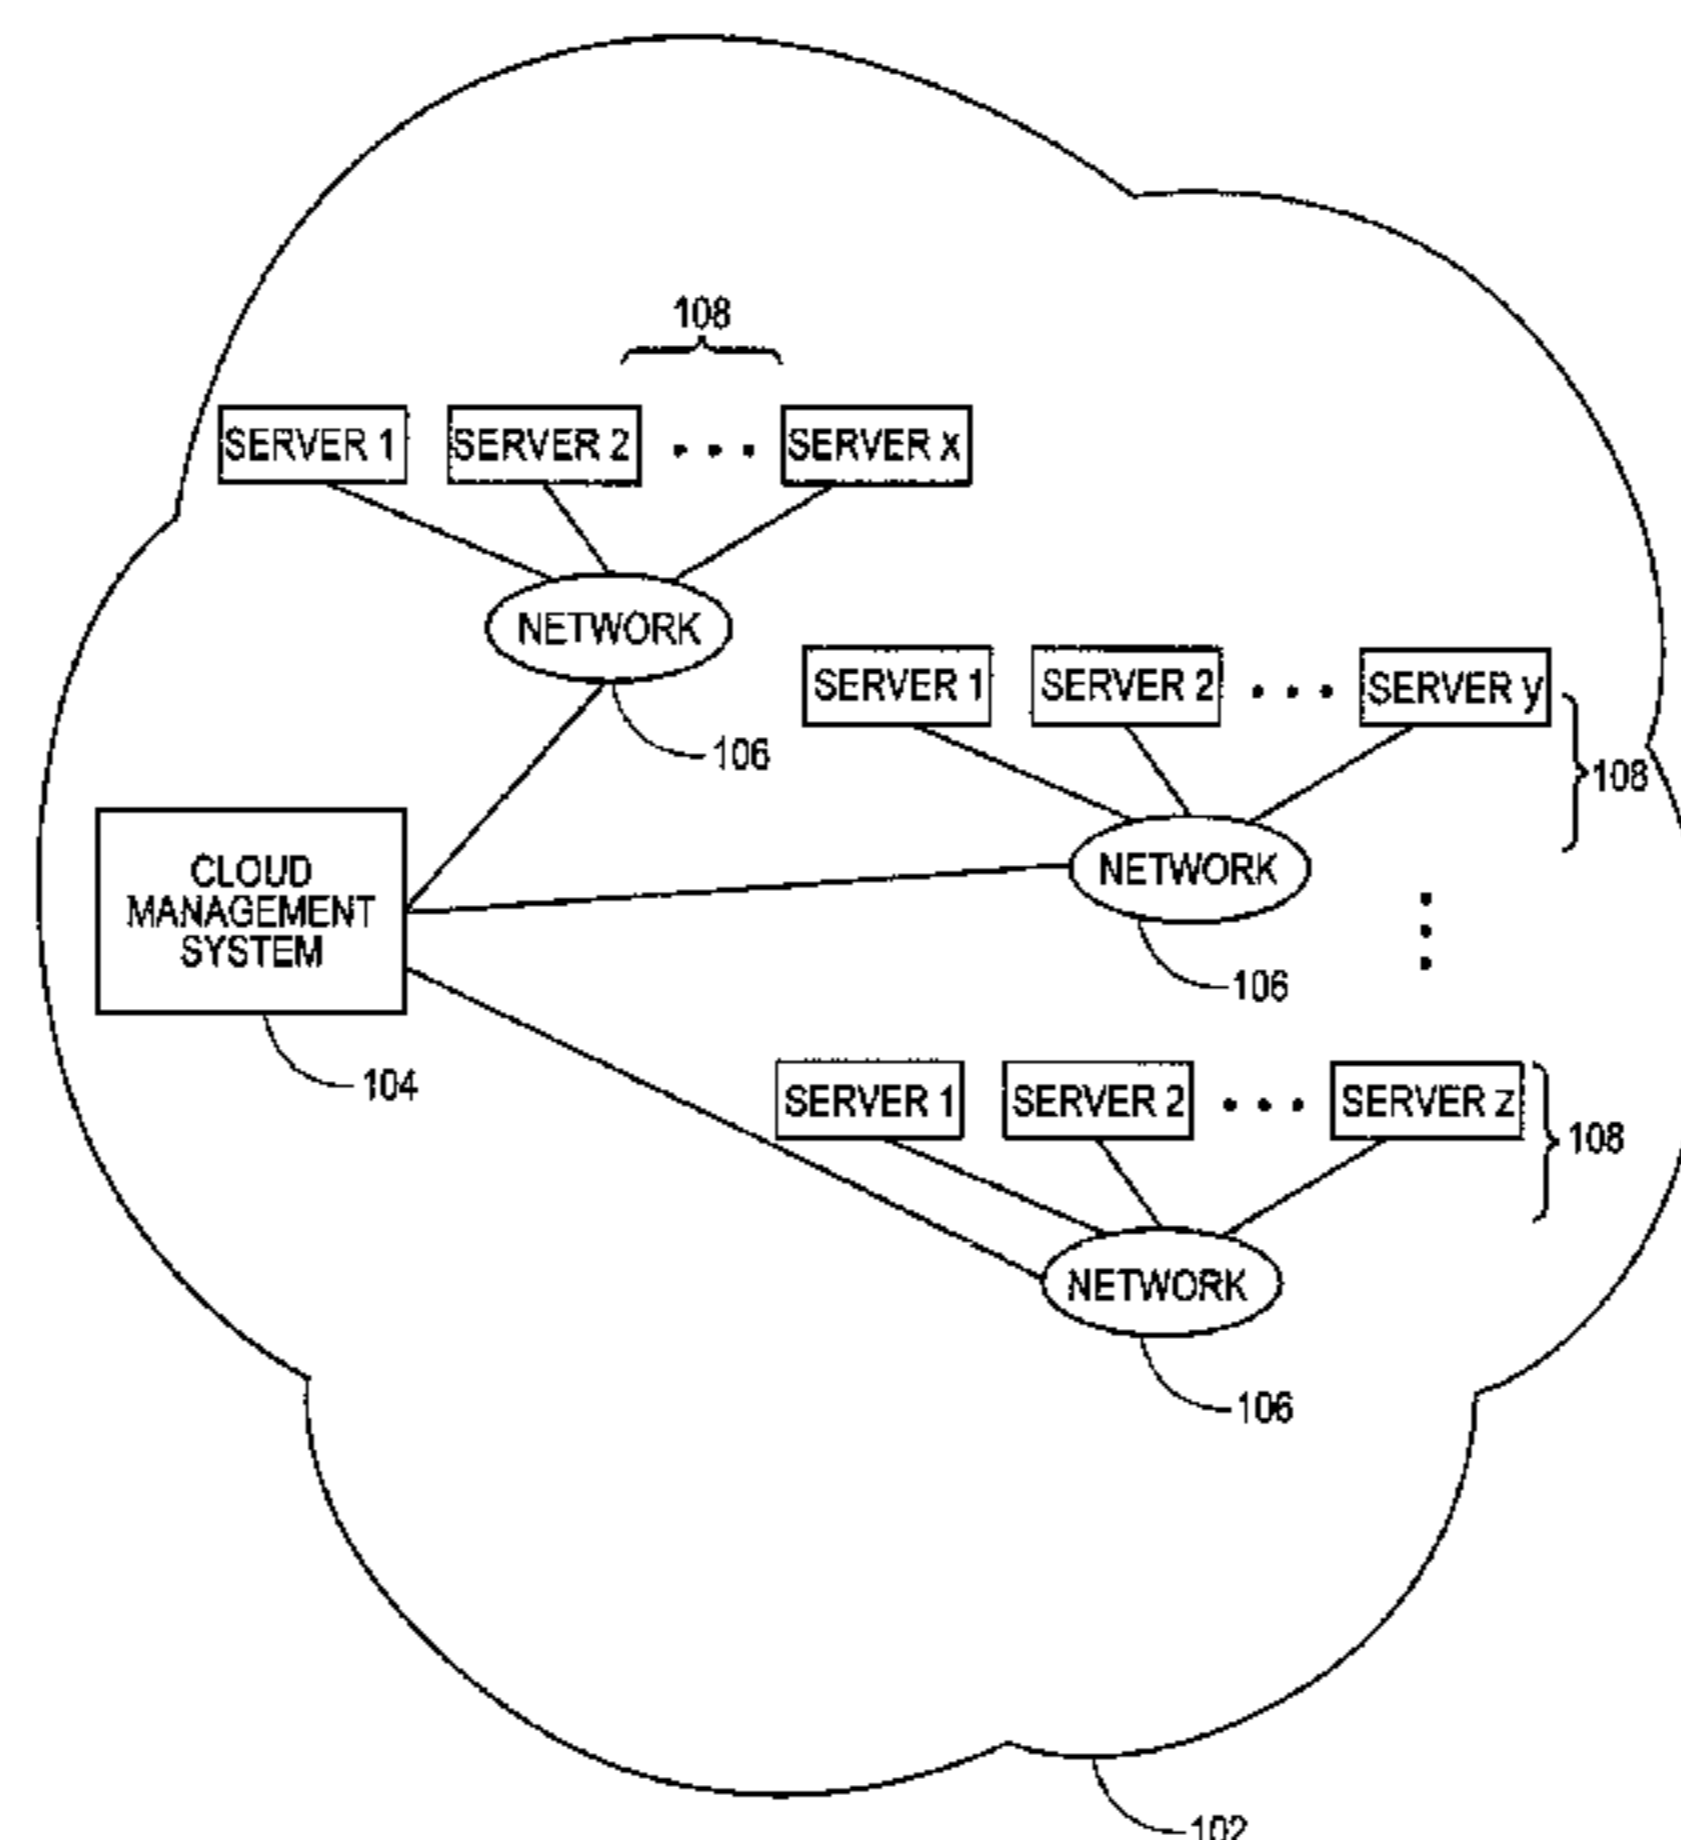 108
SERVER 1 SERVER 2 ... SERVER x
NETWORK
106
SERVER 1 SERVER 2 ... SERVER y
108
NETWORK
106
CLOUD
MANAGEMENT
SYSTEM
104
SERVER 1 SERVER 2 ... SERVER z
108
NETWORK
106
102